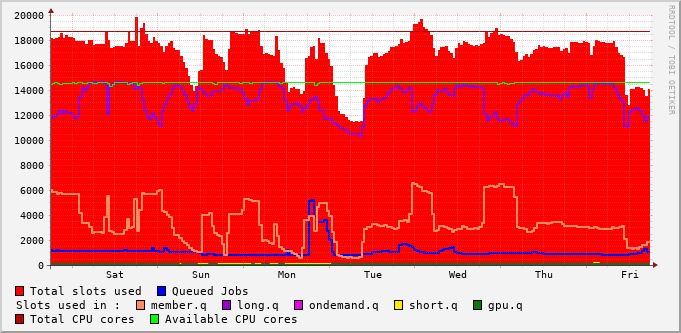 20000
18000
16000
14000
12000
10000
8000
6000
4000
2000
0
Sat Sun Mon Tue Wed Thu Fri
RRDTOOL / TOBI OETIKER
Total slots used Queued Jobs
Slots used in : member.q long.q ondemand.q short.q gpu.q
Total CPU cores Available CPU cores